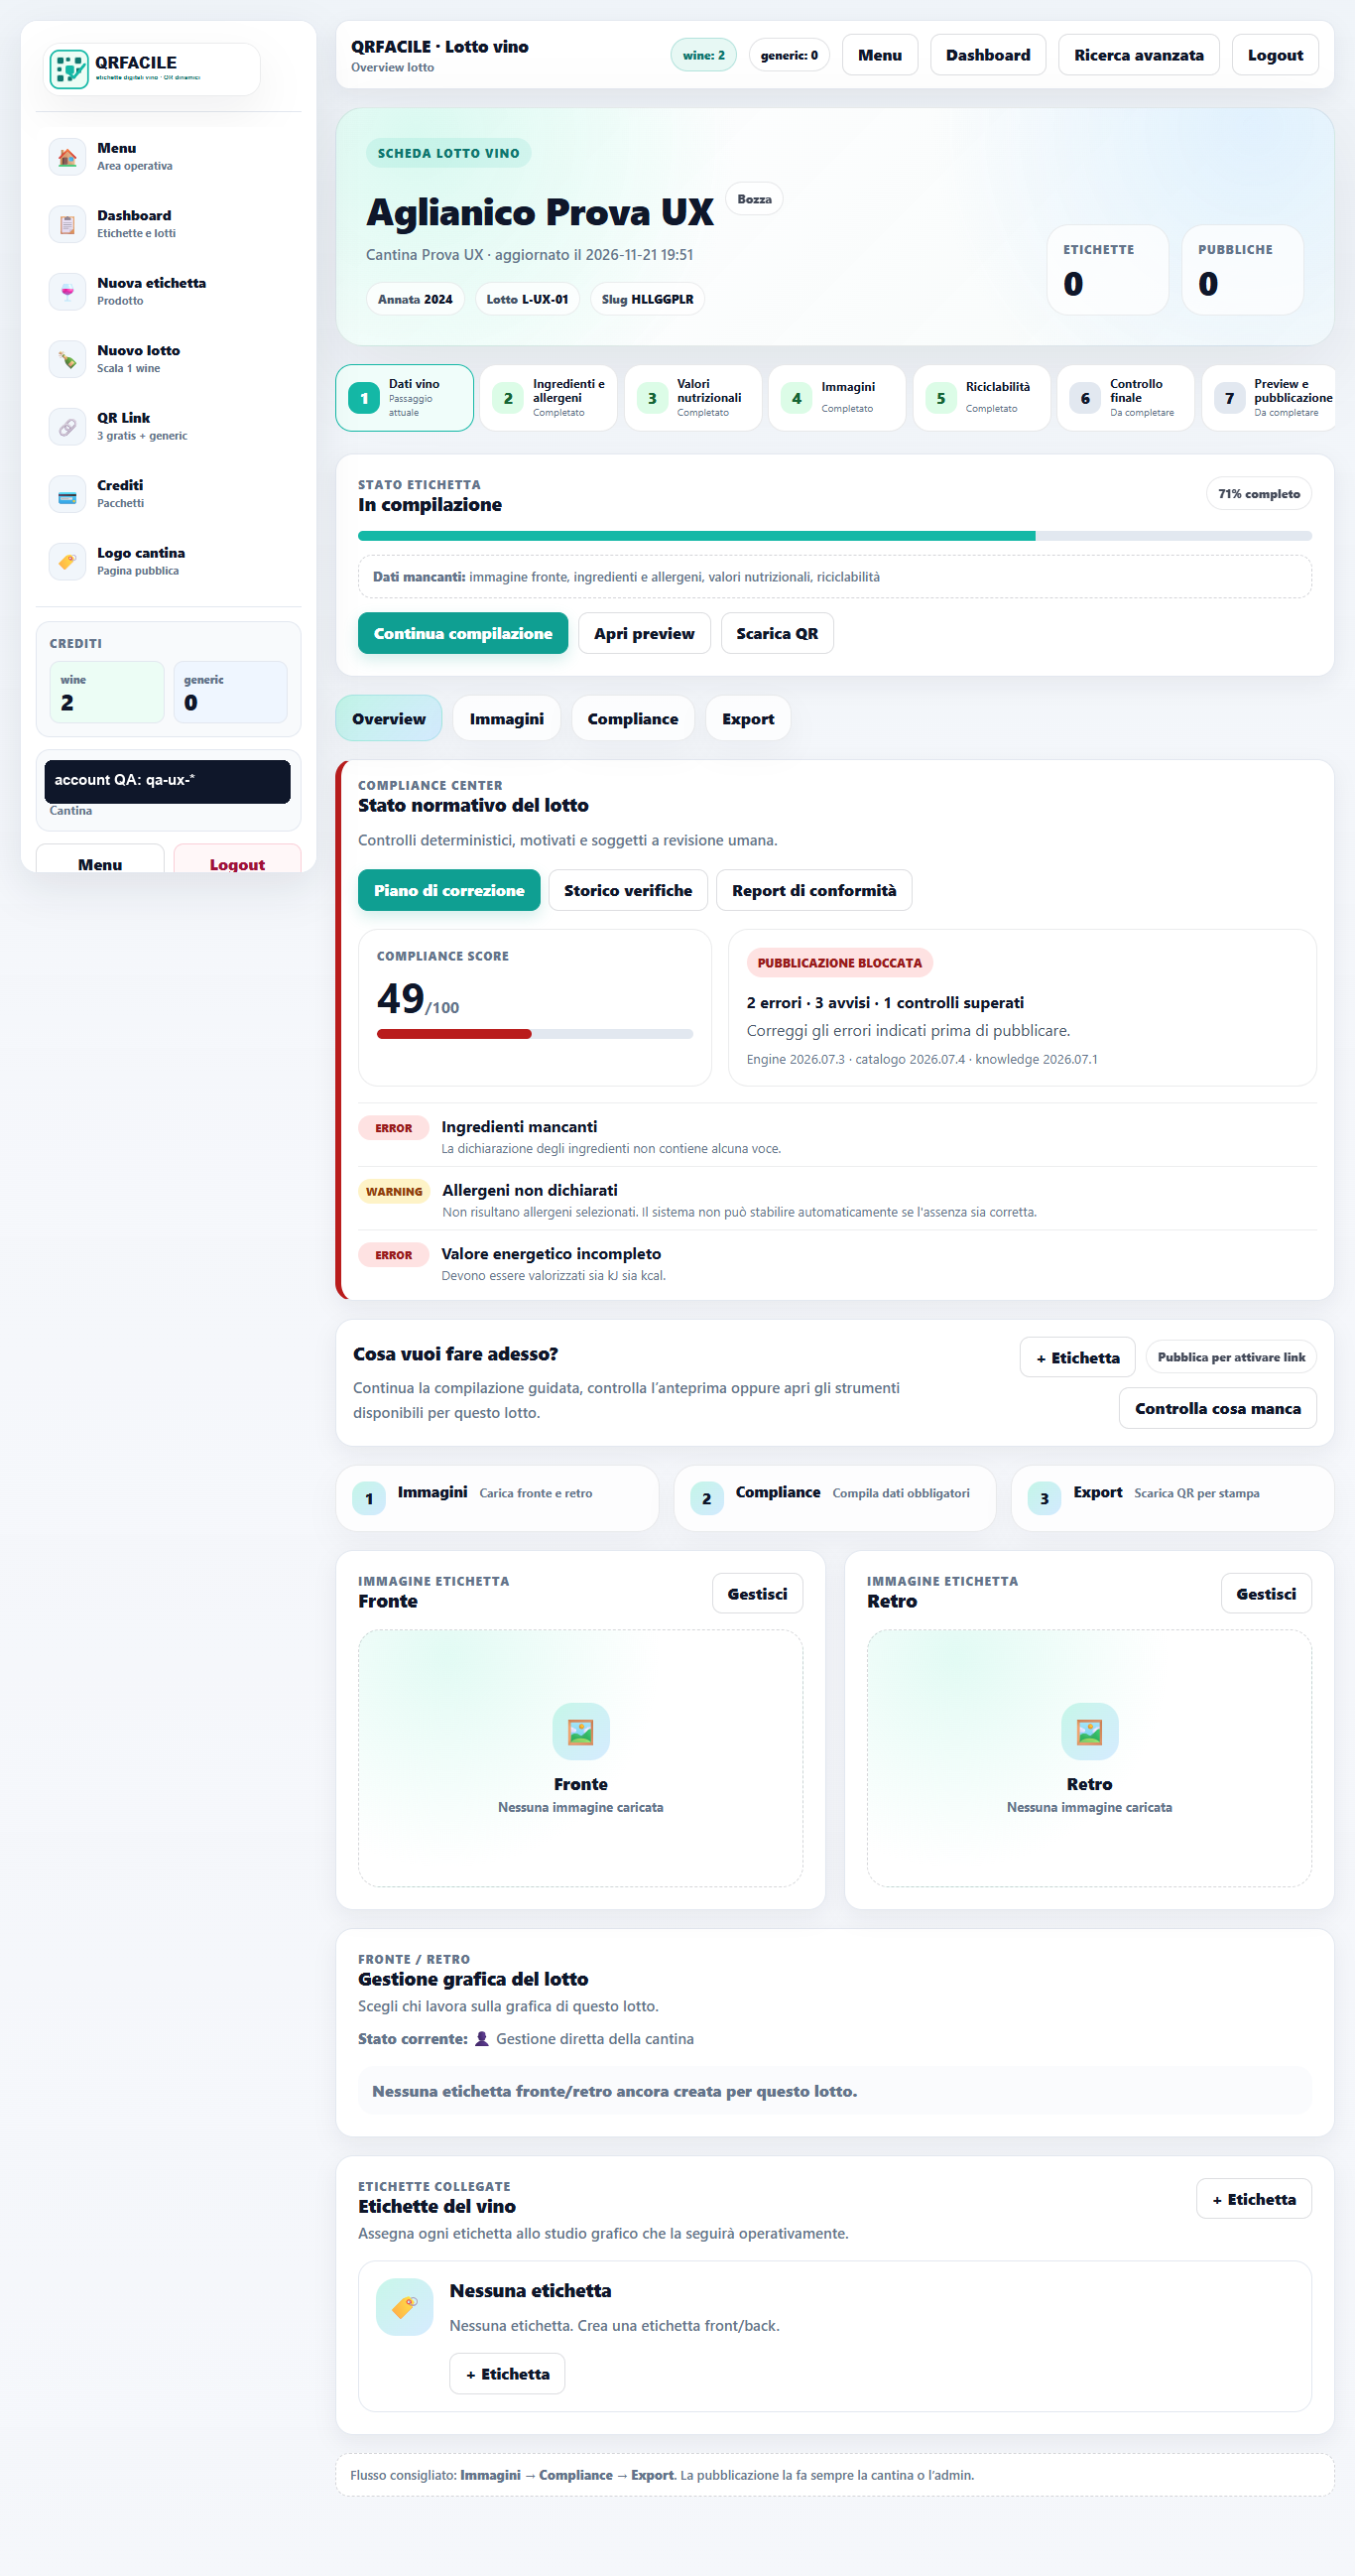 QRFACILE
etichette digitali vino · QR dinamici
Menu
Area operativa
Dashboard
Etichette e lotti
Nuova etichetta
Prodotto
Nuovo lotto
Scala 1 wine
QR Link
3 gratis + generic
Crediti
Pacchetti
Logo cantina
Pagina pubblica
CREDITI
wine
2
generic
0
account QA: qa-ux-*
Cantina
Menu
Logout
QRFACILE · Lotto vino
Overview lotto
wine: 2
generic: 0
Menu
Dashboard
Ricerca avanzata
Logout
SCHEDA LOTTO VINO
Aglianico Prova UX
Bozza
Cantina Prova UX · aggiornato il 2026-11-21 19:51
Annata 2024
Lotto L-UX-01
Slug HLLGGPLR
ETICHETTE
0
PUBBLICHE
0
1
Dati vino
Passaggio
attuale
2
Ingredienti e
allergeni
Completato
3
Valori
nutrizionali
Completato
4
Immagini
Completato
5
Riciclabilità
Completato
6
Controllo
finale
Da completare
7
Preview e
pubblicazione
Da completare
STATO ETICHETTA
In compilazione
71% completo
Dati mancanti: immagine fronte, ingredienti e allergeni, valori nutrizionali, riciclabilità
Continua compilazione
Apri preview
Scarica QR
Overview
Immagini
Compliance
Export
COMPLIANCE CENTER
Stato normativo del lotto
Controlli deterministici, motivati e soggetti a revisione umana.
Piano di correzione
Storico verifiche
Report di conformità
COMPLIANCE SCORE
49/100
PUBBLICAZIONE BLOCCATA
2 errori · 3 avvisi · 1 controlli superati
Correggi gli errori indicati prima di pubblicare.
Engine 2026.07.3 · catalogo 2026.07.4 · knowledge 2026.07.1
ERROR
Ingredienti mancanti
La dichiarazione degli ingredienti non contiene alcuna voce.
WARNING
Allergeni non dichiarati
Non risultano allergeni selezionati. Il sistema non può stabilire automaticamente se l'assenza sia corretta.
ERROR
Valore energetico incompleto
Devono essere valorizzati sia kJ sia kcal.
Cosa vuoi fare adesso?
Continua la compilazione guidata, controlla l'anteprima oppure apri gli strumenti
disponibili per questo lotto.
+ Etichetta
Pubblica per attivare link
Controlla cosa manca
1
Immagini Carica fronte e retro
2
Compliance Compila dati obbligatori
3
Export Scarica QR per stampa
IMMAGINE ETICHETTA
Fronte
Gestisci
Fronte
Nessuna immagine caricata
IMMAGINE ETICHETTA
Retro
Gestisci
Retro
Nessuna immagine caricata
FRONTE / RETRO
Gestione grafica del lotto
Scegli chi lavora sulla grafica di questo lotto.
Stato corrente: Gestione diretta della cantina
Nessuna etichetta fronte/retro ancora creata per questo lotto.
ETICHETTE COLLEGATE
Etichette del vino
Assegna ogni etichetta allo studio grafico che la seguirà operativamente.
+ Etichetta
Nessuna etichetta
Nessuna etichetta. Crea una etichetta front/back.
+ Etichetta
Flusso consigliato: Immagini → Compliance → Export. La pubblicazione la fa sempre la cantina o l'admin.